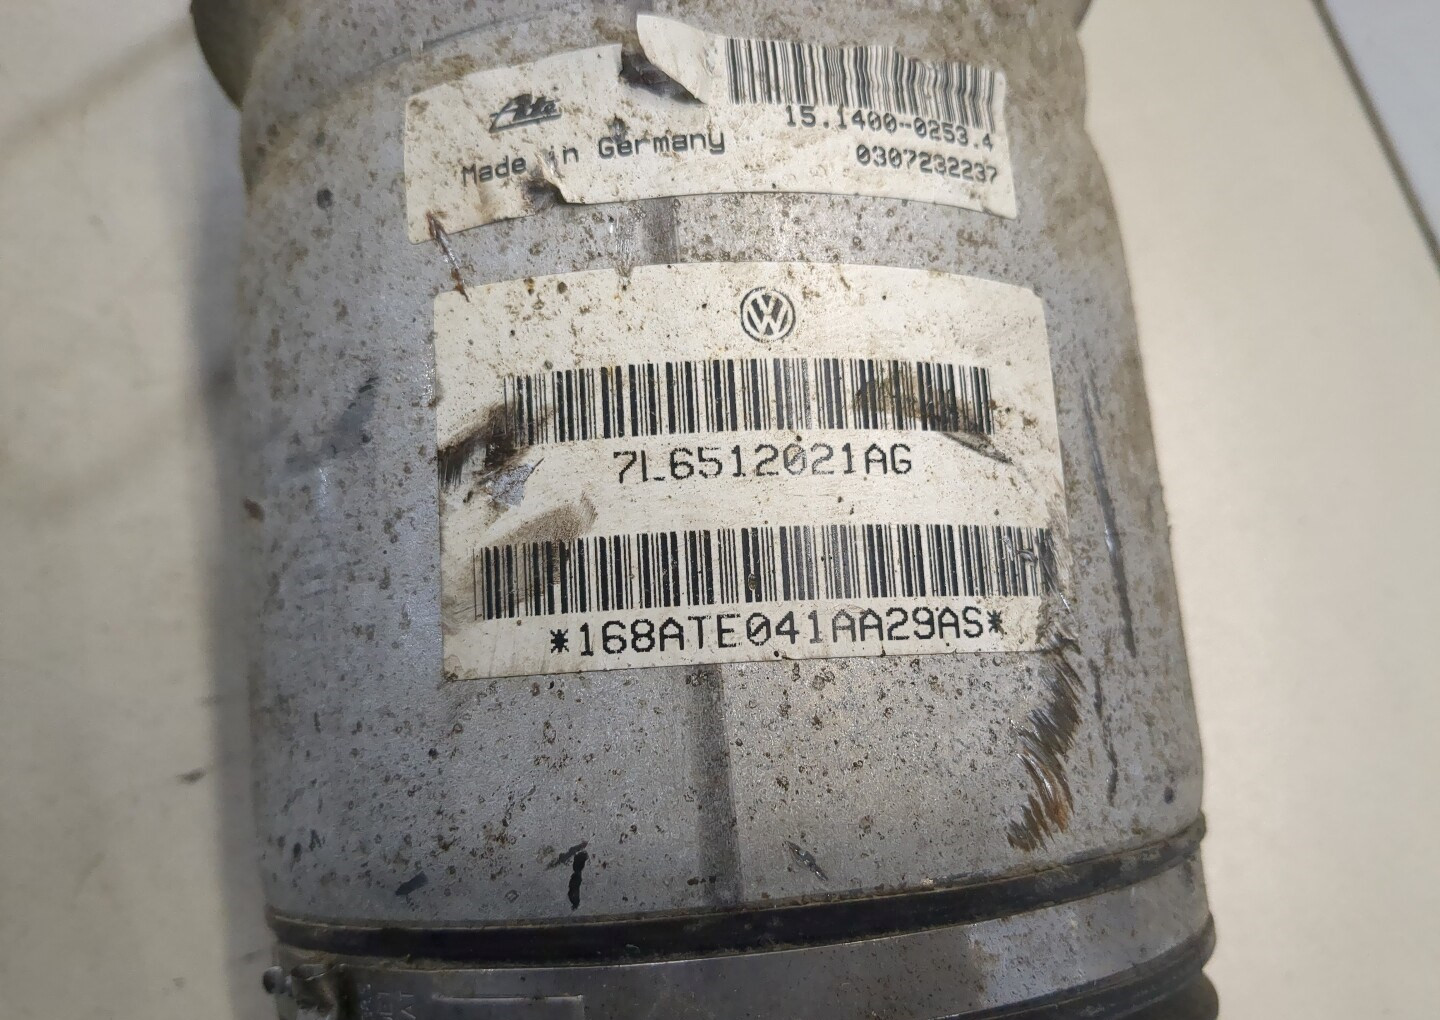 Ate
Made in Germany
15.1400-0253.4
0307232237
7L6512021AG
*168ATE041AA29AS*